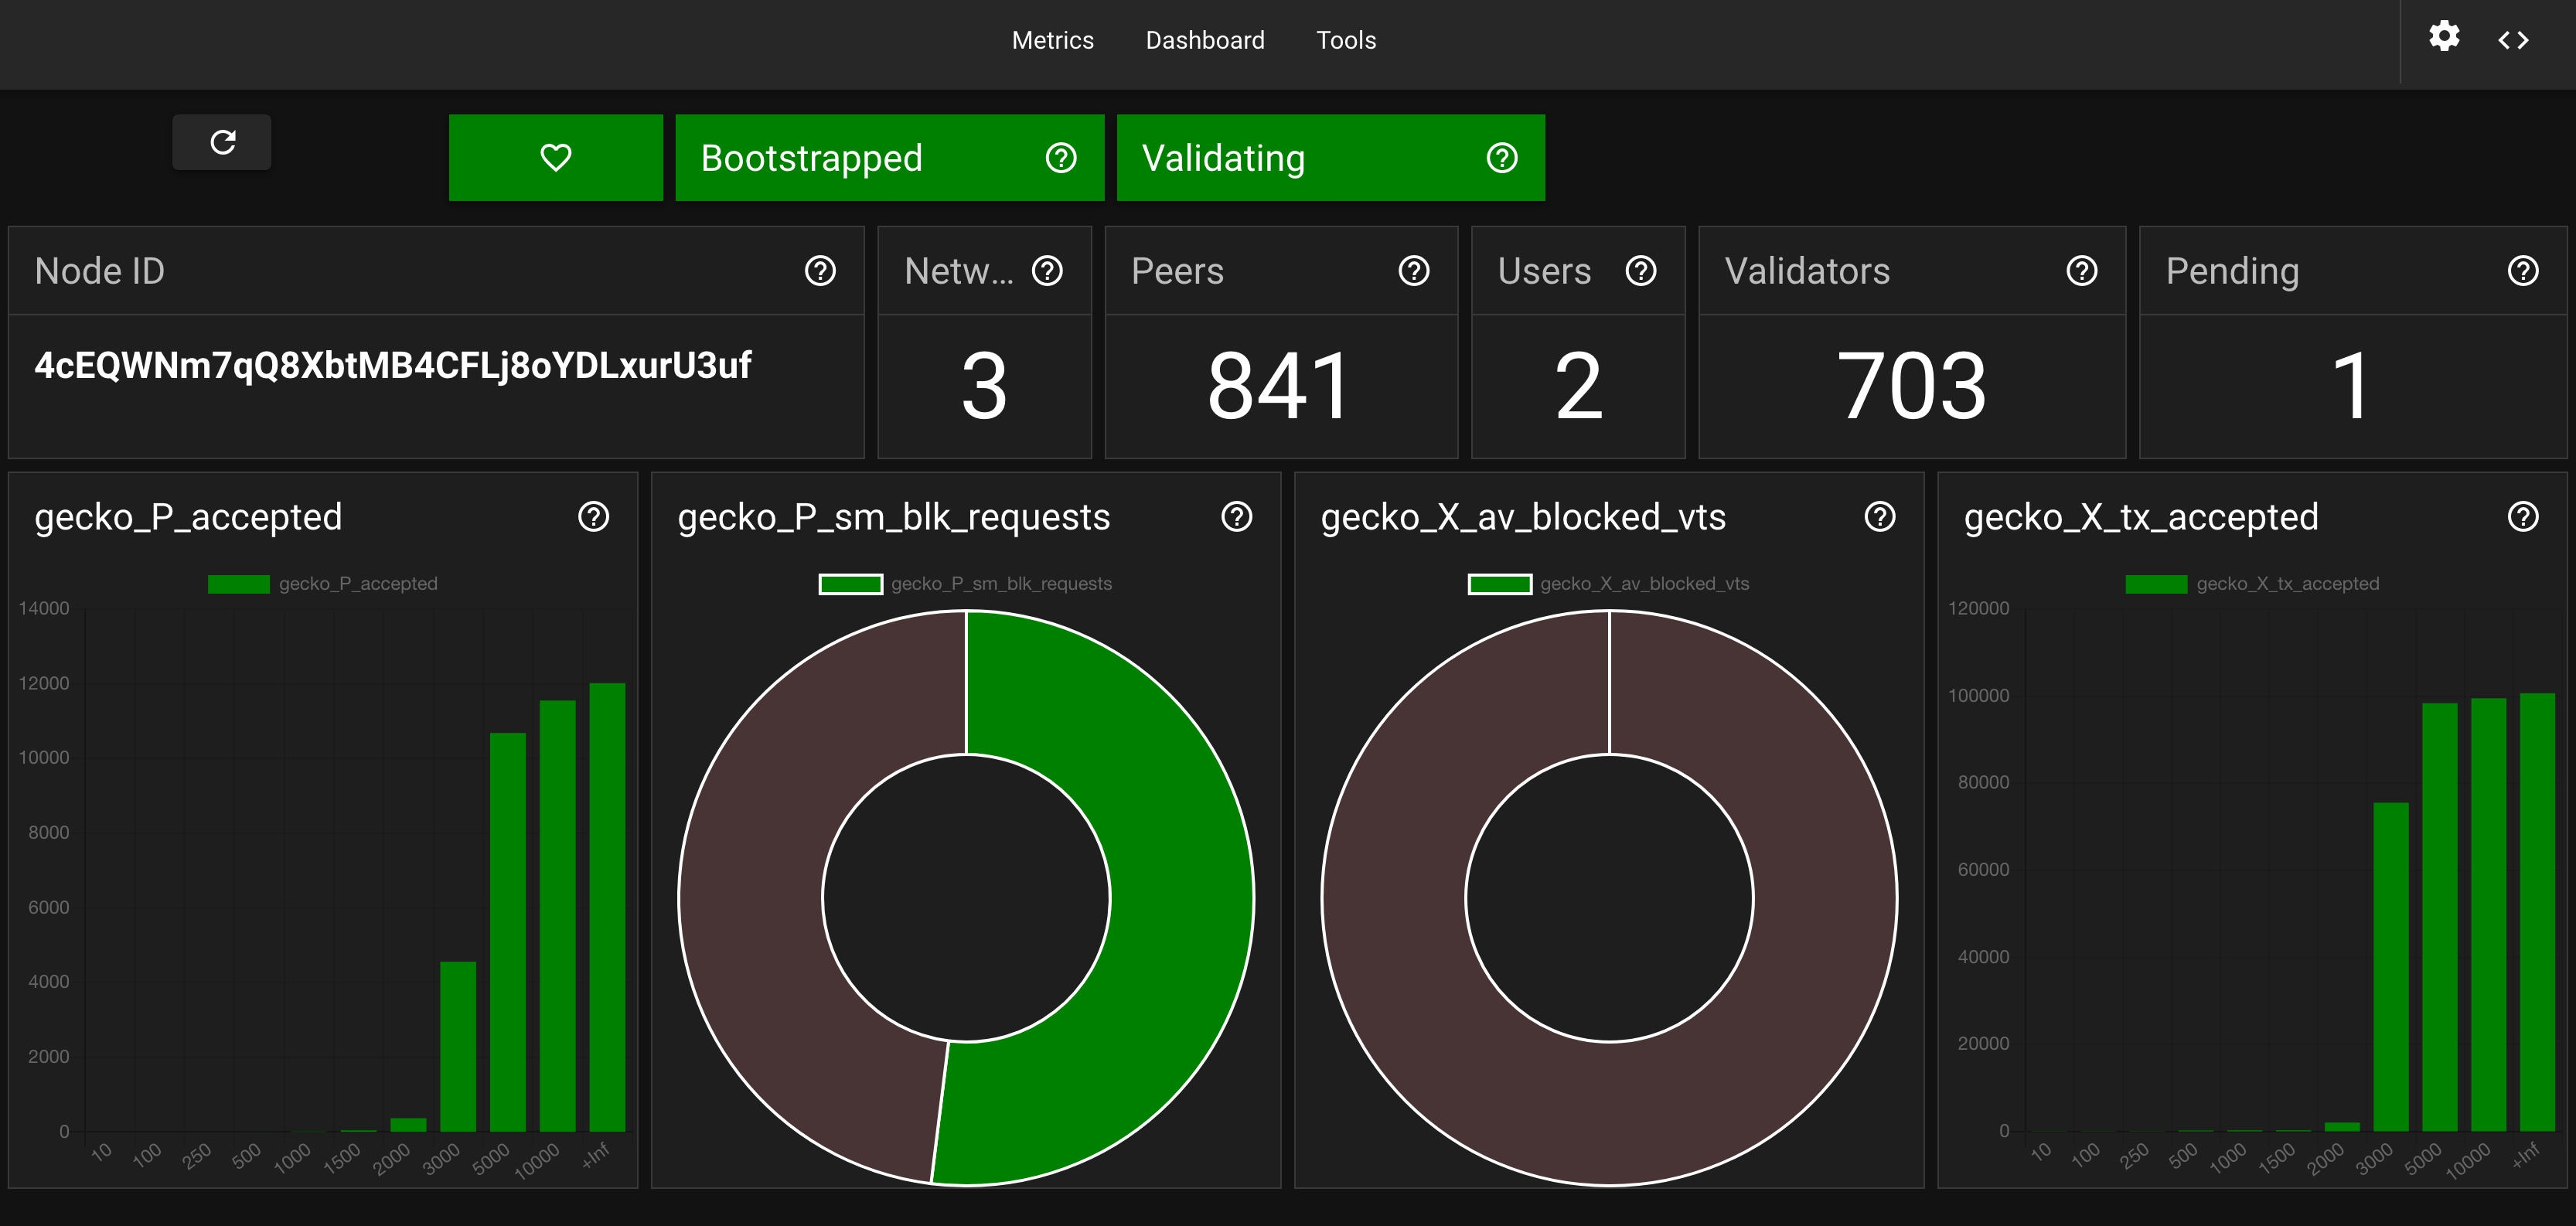 Metrics Dashboard Tools
Bootstrapped
Validating
Node ID
4cEQWNm7qQ8XbtMB4CFLj8oYDLxurU3uf
Netw...
3
Peers
841
Users
2
Validators
703
Pending
1
gecko_P_accepted
gecko_P_accepted
14000
12000
10000
8000
6000
4000
2000
0
10 100 250 500 1000 1500 2000 3000 5000 10000 +Inf
gecko_P_sm_blk_requests
gecko_P_sm_blk_requests
gecko_X_av_blocked_vts
gecko_X_av_blocked_vts
gecko_X_tx_accepted
gecko_X_tx_accepted
120000
100000
80000
60000
40000
20000
0
10 100 250 500 1000 1500 2000 3000 5000 10000 +Inf